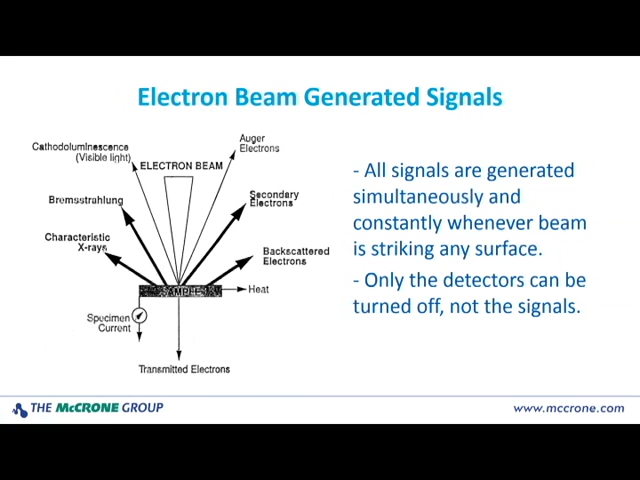 Electron Beam Generated Signals
Cathodoluminescence
(Visible light)
Auger
Electrons
ELECTRON BEAM
Bremsstrahlung
Secondary
Electrons
Characteristic
X-rays
Backscattered
Electrons
SAMPLE
Heat
Specimen
Current
Transmitted Electrons
- All signals are generated
simultaneously and
constantly whenever beam
is striking any surface.
- Only the detectors can be
turned off, not the signals.
THE McCRONE GROUP
www.mccrone.com